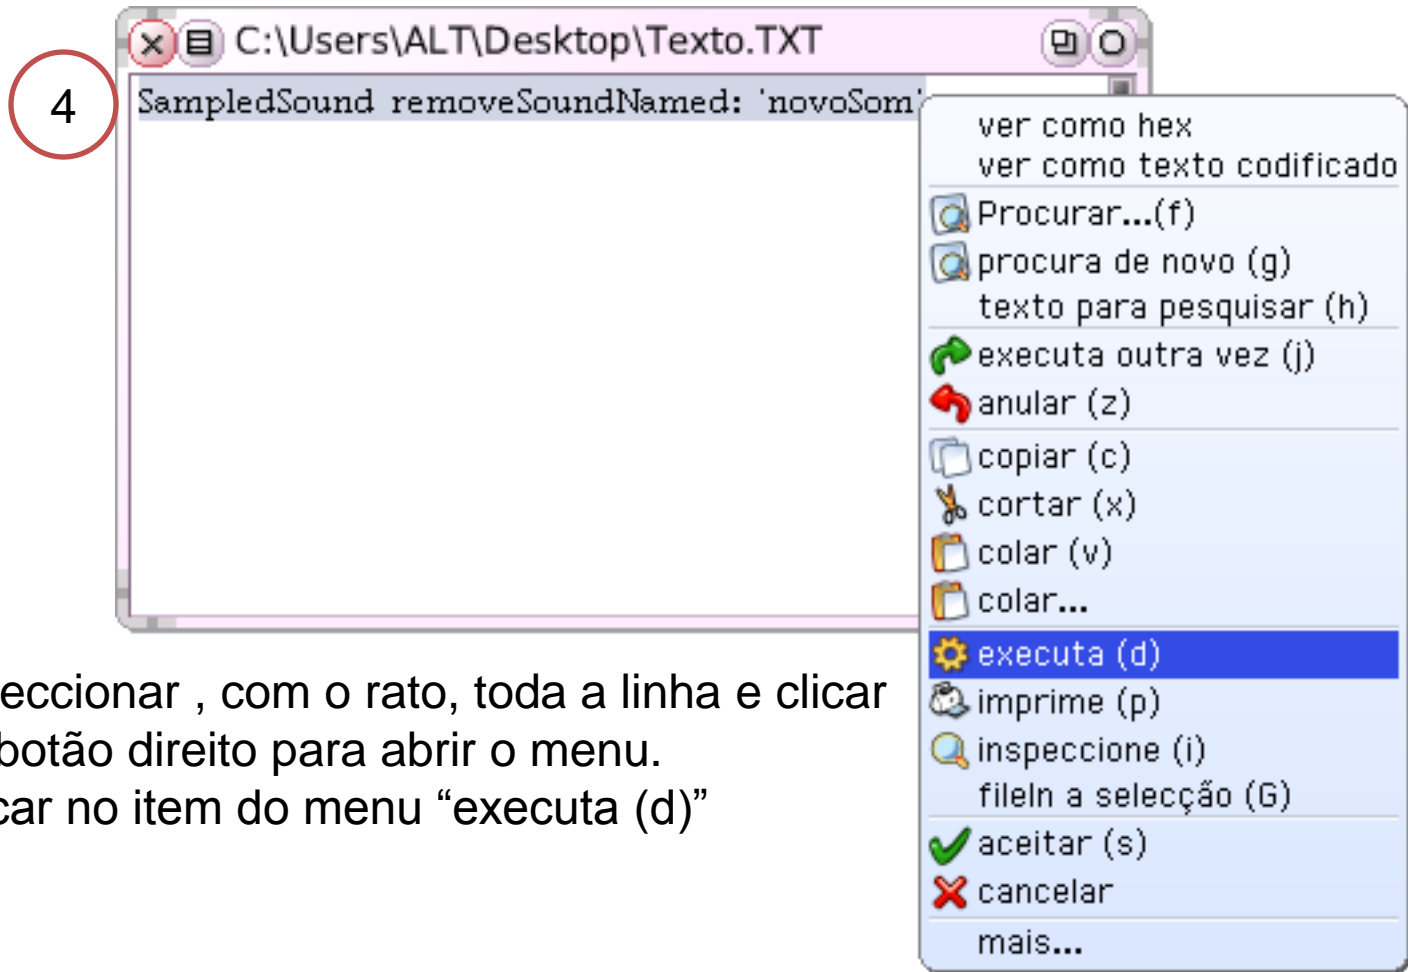 4
C:\Users\ALT\Desktop\Texto.TXT
SampledSound removeSoundNamed: 'novoSom'
ver como hex
ver como texto codificado
Procurar...(f)
procura de novo (g)
texto para pesquisar (h)
executa outra vez (j)
anular (z)
copiar (c)
cortar (x)
colar (v)
colar...
executa (d)
imprime (p)
inspeccione (i)
fileIn a selecção (G)
aceitar (s)
cancelar
mais...
eccionar , com o rato, toda a linha e clicar
botão direito para abrir o menu.
car no item do menu “executa (d)”